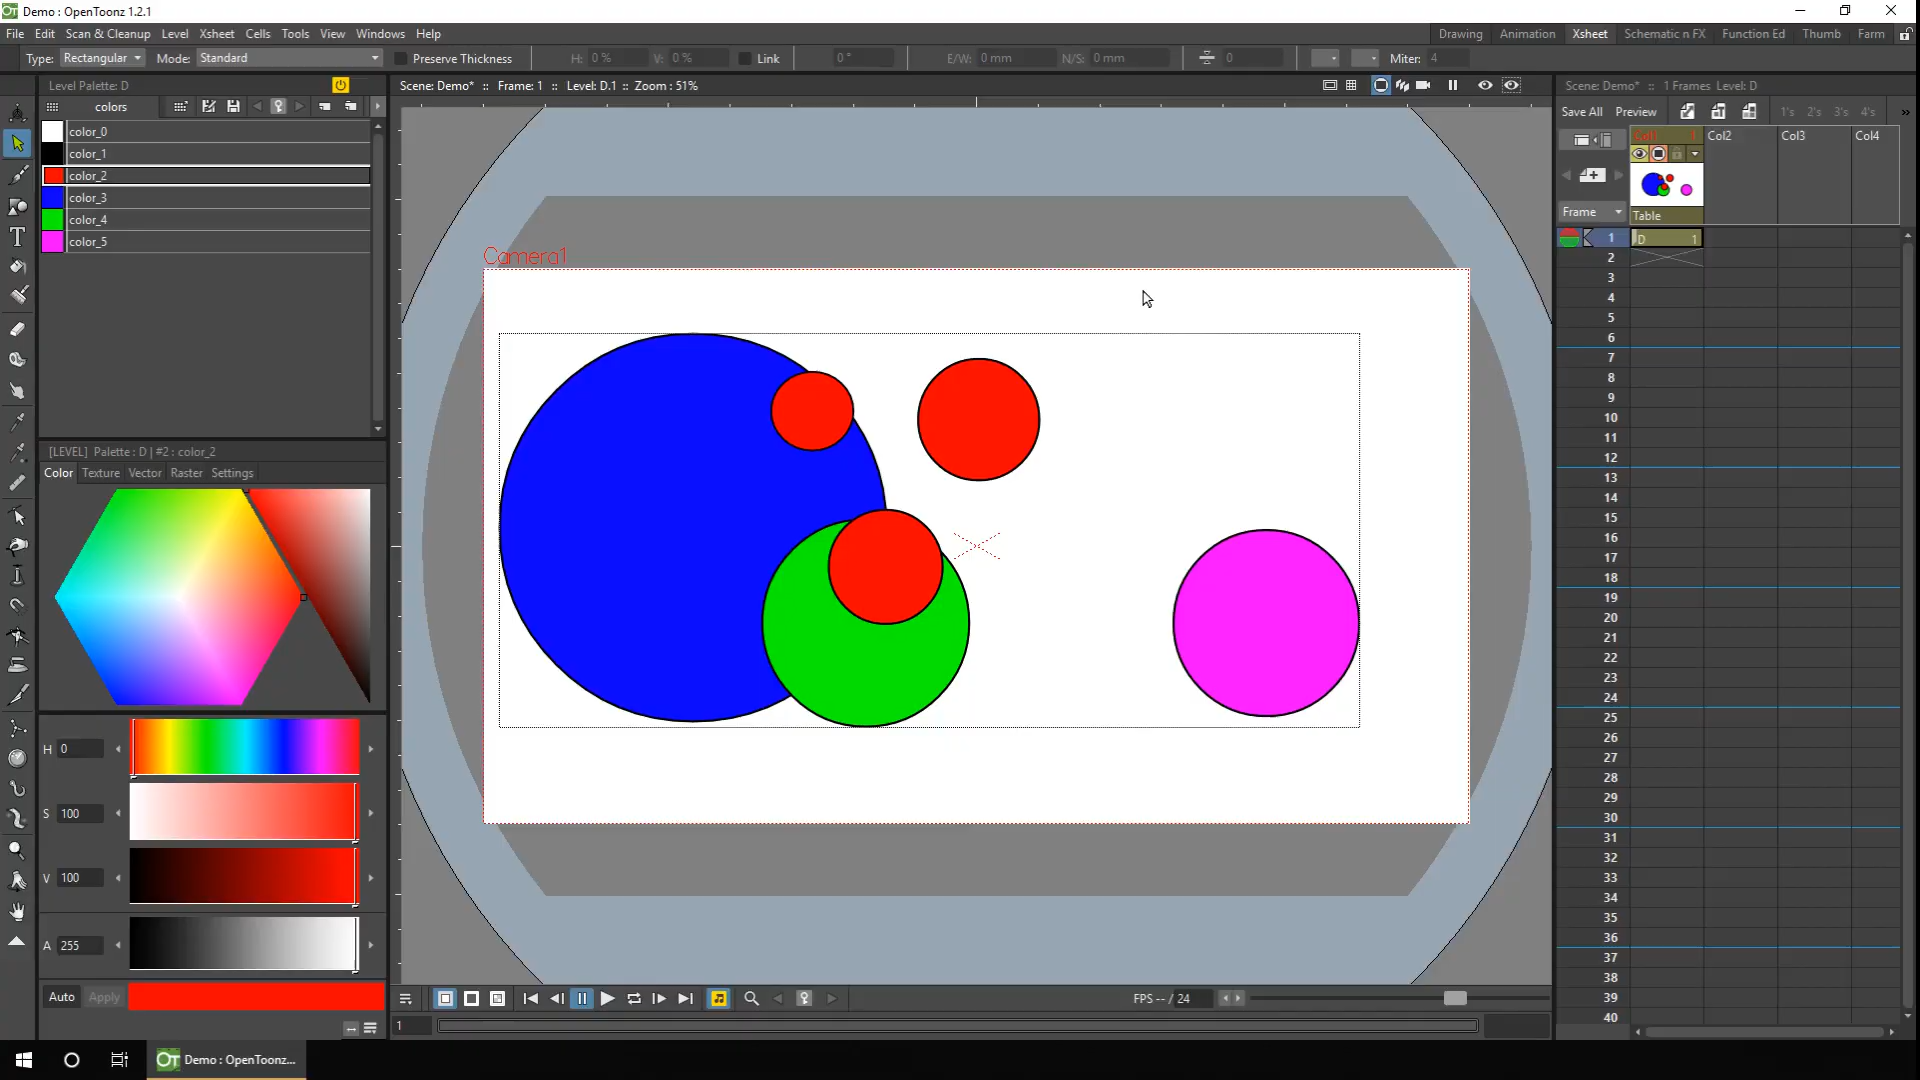 Demo : OpenToonz 1.2.1
File Edit Scan & Cleanup Level Xsheet Cells Tools View Windows Help
Drawing Animation Xsheet Schematic n FX Function Ed Thumb Farm
Type: Rectangular Mode: Standard Preserve Thickness H: 0 % V: 0 % Link 0 ° E/W: 0 mm N/S: 0 mm 0 Miter: 4
Level Palette: D
colors
color_0
color_1
color_2
color_3
color_4
color_5
[LEVEL] Palette : D | #2 : color_2
Color Texture Vector Raster Settings
H 0
S 100
V 100
A 255
Auto Apply
Scene: Demo* :: Frame: 1 :: Level: D.1 :: Zoom : 51%
Camera1
FPS -- / 24
1
Scene: Demo* :: 1 Frames Level: D
Save All Preview 1's 2's 3's 4's »
Col1 1 Col2 Col3 Col4
Table
Frame
1 D 1
2
3
4
5
6
7
8
9
10
11
12
13
14
15
16
17
18
19
20
21
22
23
24
25
26
27
28
29
30
31
32
33
34
35
36
37
38
39
40
Demo : OpenToonz...